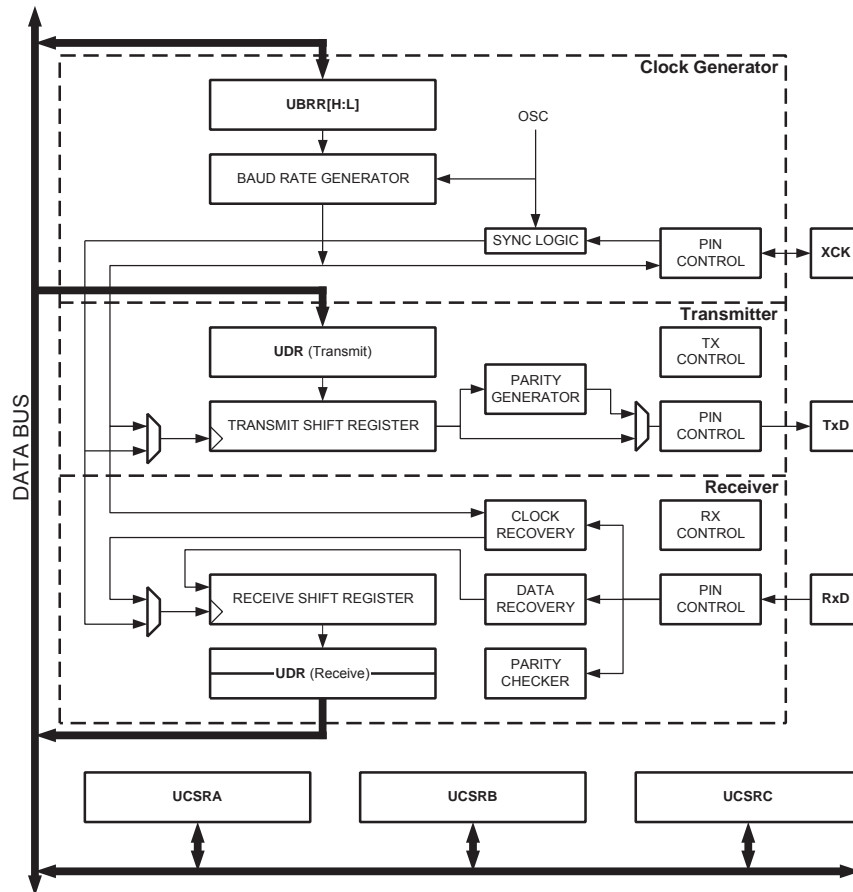 Clock Generator
UBRR[H:L]
OSC
BAUD RATE GENERATOR
SYNC LOGIC
PIN
CONTROL
XCK
Transmitter
UDR (Transmit)
TX
CONTROL
PARITY
GENERATOR
TRANSMIT SHIFT REGISTER
PIN
CONTROL
TxD
DATA BUS
Receiver
CLOCK
RECOVERY
RX
CONTROL
RECEIVE SHIFT REGISTER
DATA
RECOVERY
PIN
CONTROL
RxD
UDR (Receive)
PARITY
CHECKER
UCSRA
UCSRB
UCSRC